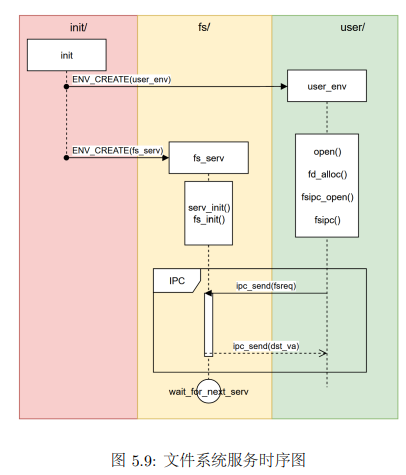 init/ fs/ user/
init
ENV_CREATE(user_env)
user_env
ENV_CREATE(fs_serv)
fs_serv
open()
fd_alloc()
fsipc_open()
fsipc()
serv_init()
fs_init()
IPC
ipc_send(fsreq)
ipc_send(dst_va)
wait_for_next_serv
图 5.9: 文件系统服务时序图